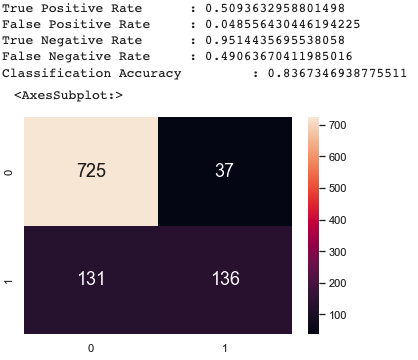 True Positive Rate : 0.5093632958801498
False Positive Rate : 0.048556430446194225
True Negative Rate : 0.9514435695538058
False Negative Rate : 0.49063670411985016
Classification Accuracy : 0.8367346938775511
<AxesSubplot:>
700
0 725 37
600
500
400
300
1 131 136
200
100
0 1